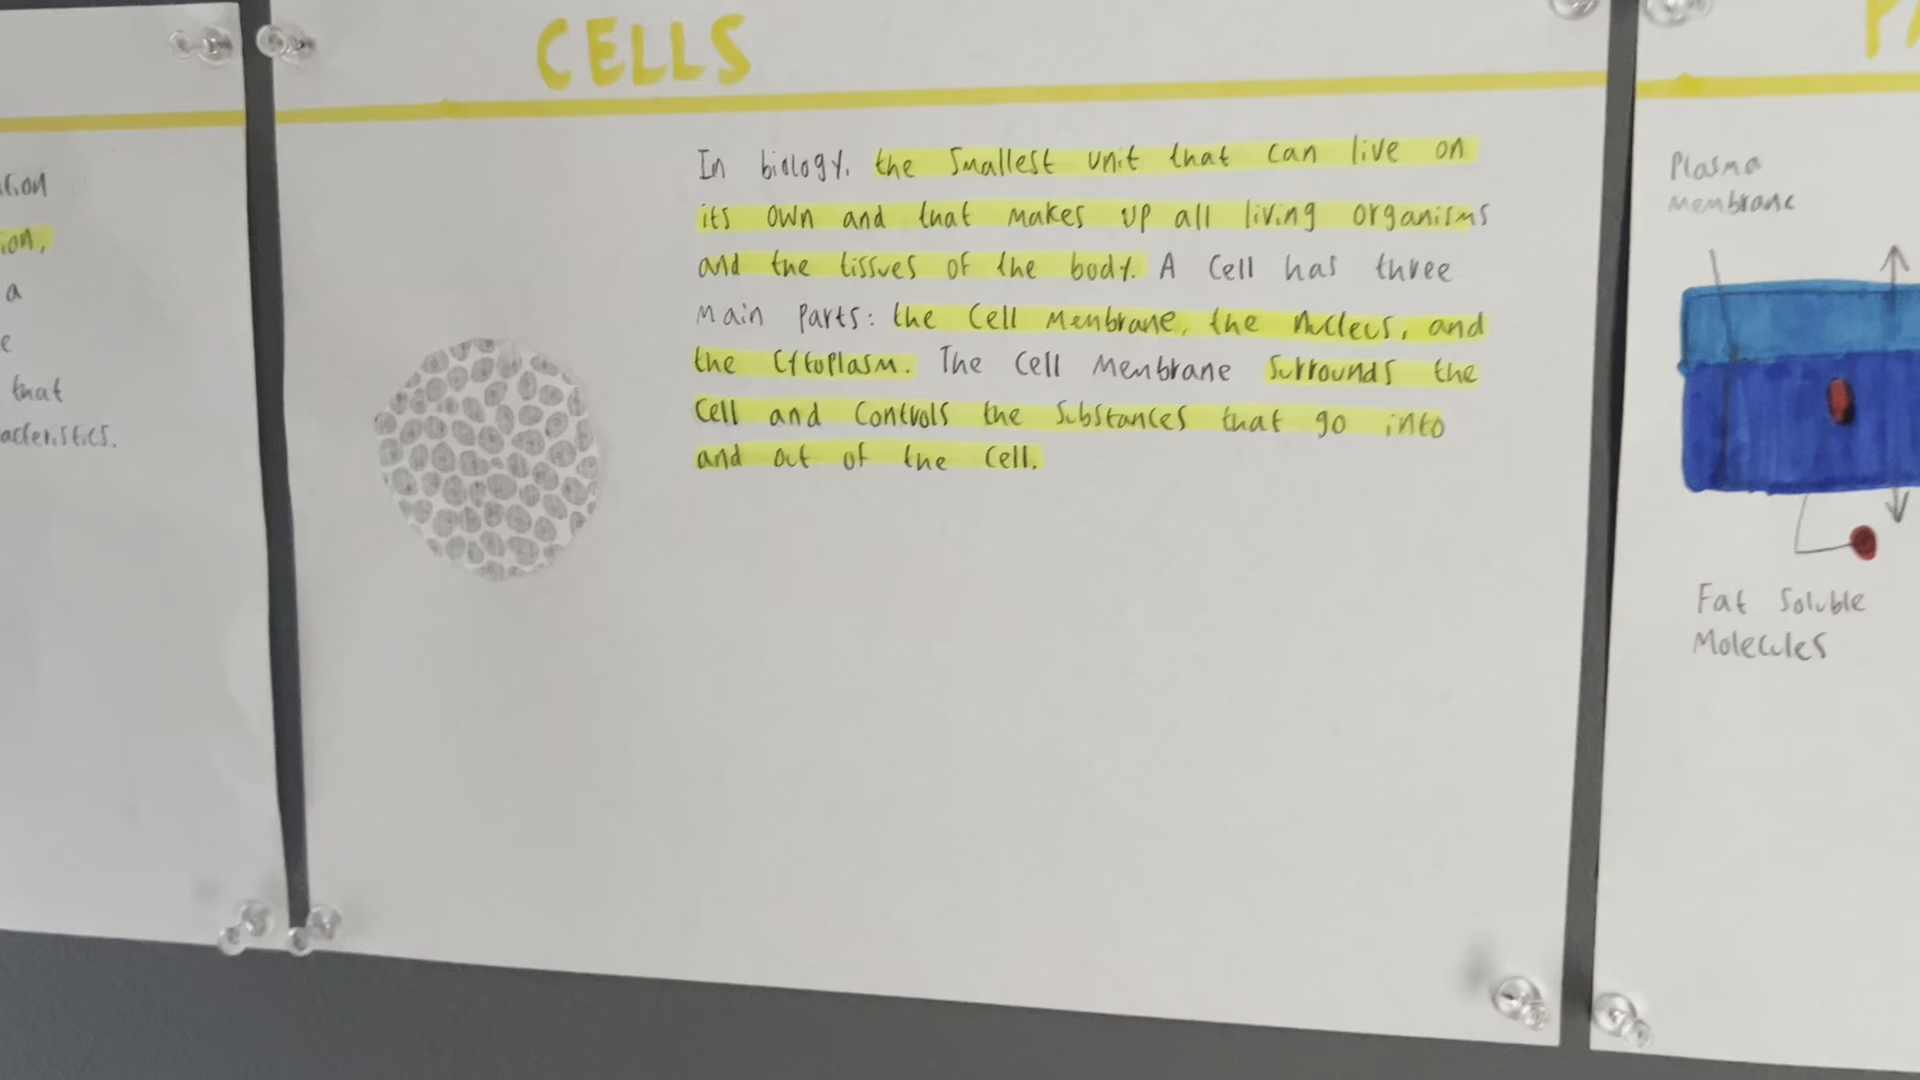 CELLS
In biology, the smallest unit that can live on
its own and that makes up all living organisms
and the tissues of the body. A cell has three
main parts: the cell membrane, the nucleus, and
the cytoplasm. The cell membrane surrounds the
cell and controls the substances that go into
and out of the cell.
a
that
Plasma
membrane
Fat soluble
molecules